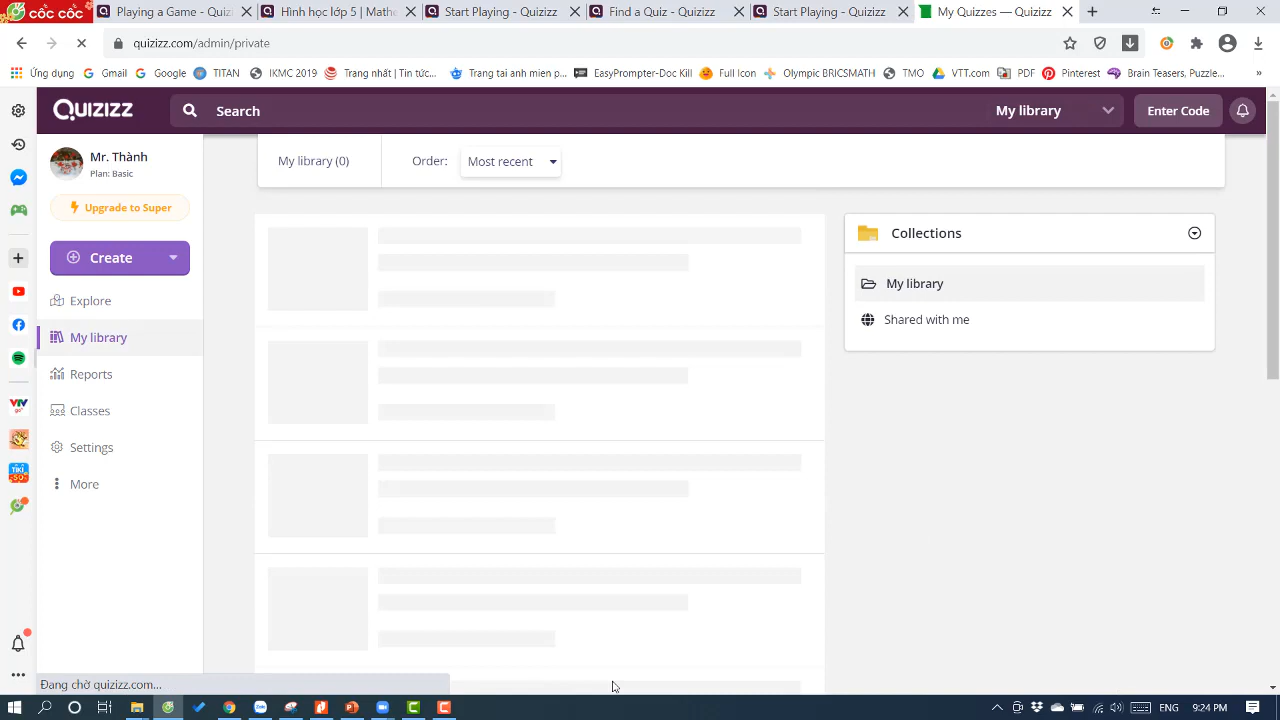 cốc cốc
Playing a Game - Quizi
Hình học lớp 5 | Mathe
Quizizz
Find a Quiz - Quizizz
Start Playing - Quizizz
My Quizzes — Quizizz
quizizz.com/admin/private
Ứng dụng
Gmail
Google
TITAN
IKMC 2019
Trang nhất | Tin tức...
Trang tai anh mien p...
EasyPrompter-Doc Kill
Full Icon
Olympic BRICSMATH
TMO
VTT.com
PDF
Pinterest
Brain Teasers, Puzzle...
»
QUIZIZZ
Search
My library
Enter Code
Mr. Thành
Plan: Basic
Upgrade to Super
Create
Explore
My library
Reports
Classes
Settings
More
My library (0)
Order:
Most recent
Collections
My library
Shared with me
Đang chờ quizizz.com...
ENG
9:24 PM